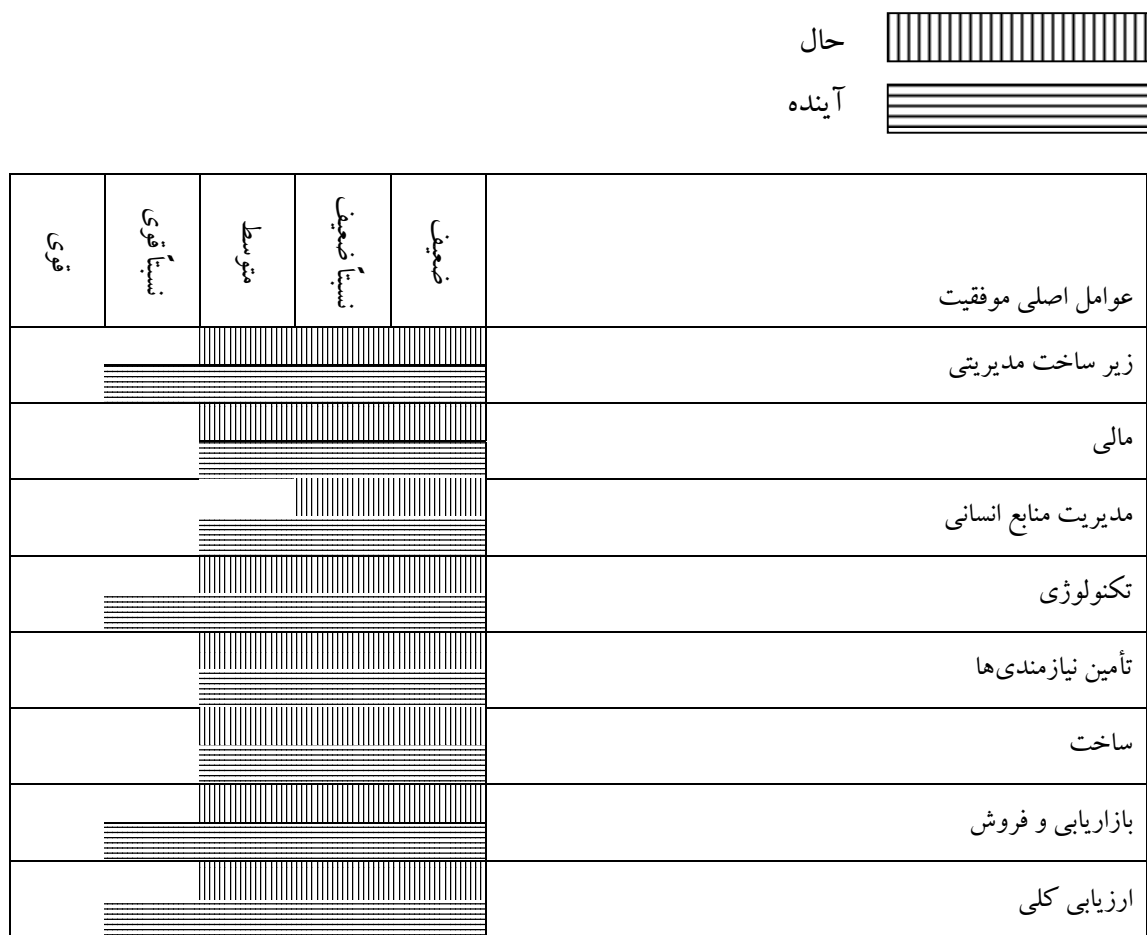 حال
آینده
عوامل اصلی موفقیت
ضعیف
نسبتاً ضعیف
متوسط
نسبتاً قوی
قوی
زیر ساخت مدیریتی
مالی
مدیریت منابع انسانی
تکنولوژی
تأمین نیازمندی‌ها
ساخت
بازاریابی و فروش
ارزیابی کلی